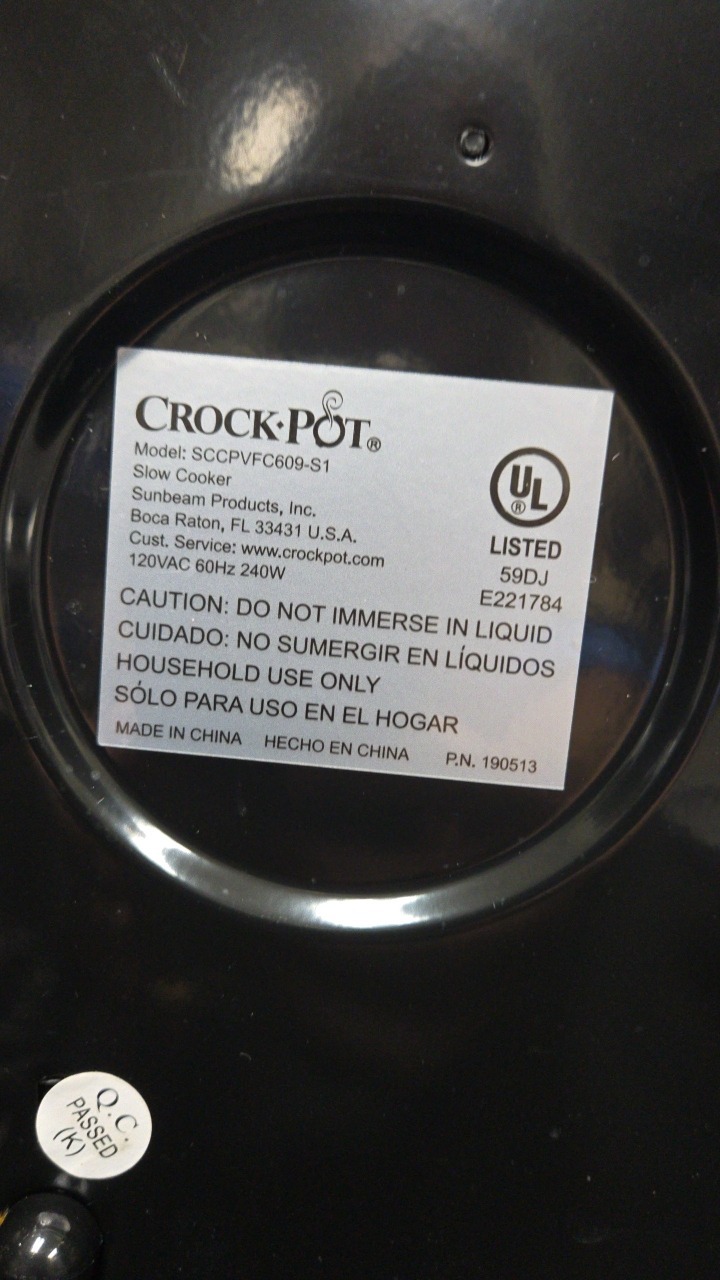 CROCK·POT®
Model: SCCPVFC609-S1
Slow Cooker
Sunbeam Products, Inc.
Boca Raton, FL 33431 U.S.A.
Cust. Service: www.crockpot.com
120VAC 60Hz 240W
UL ®
LISTED
59DJ
E221784
CAUTION: DO NOT IMMERSE IN LIQUID
CUIDADO: NO SUMERGIR EN LÍQUIDOS
HOUSEHOLD USE ONLY
SÓLO PARA USO EN EL HOGAR
MADE IN CHINA HECHO EN CHINA P.N. 190513
Q.C.
PASSED
(K)